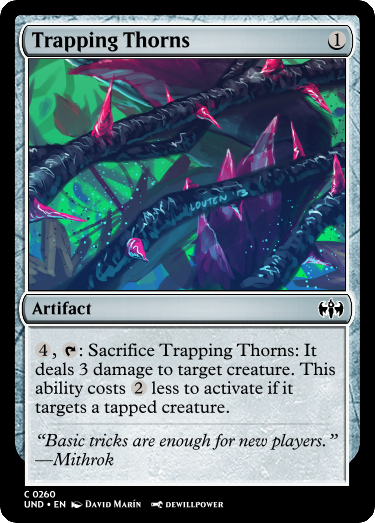 Trapping Thorns 1
LOUTEN 13
Artifact
4, : Sacrifice Trapping Thorns: It
deals 3 damage to target creature. This
ability costs 2 less to activate if it
targets a tapped creature.
“Basic tricks are enough for new players.”
—Mithrok
C 0260
UND • EN David Marín DEWILLPOWER